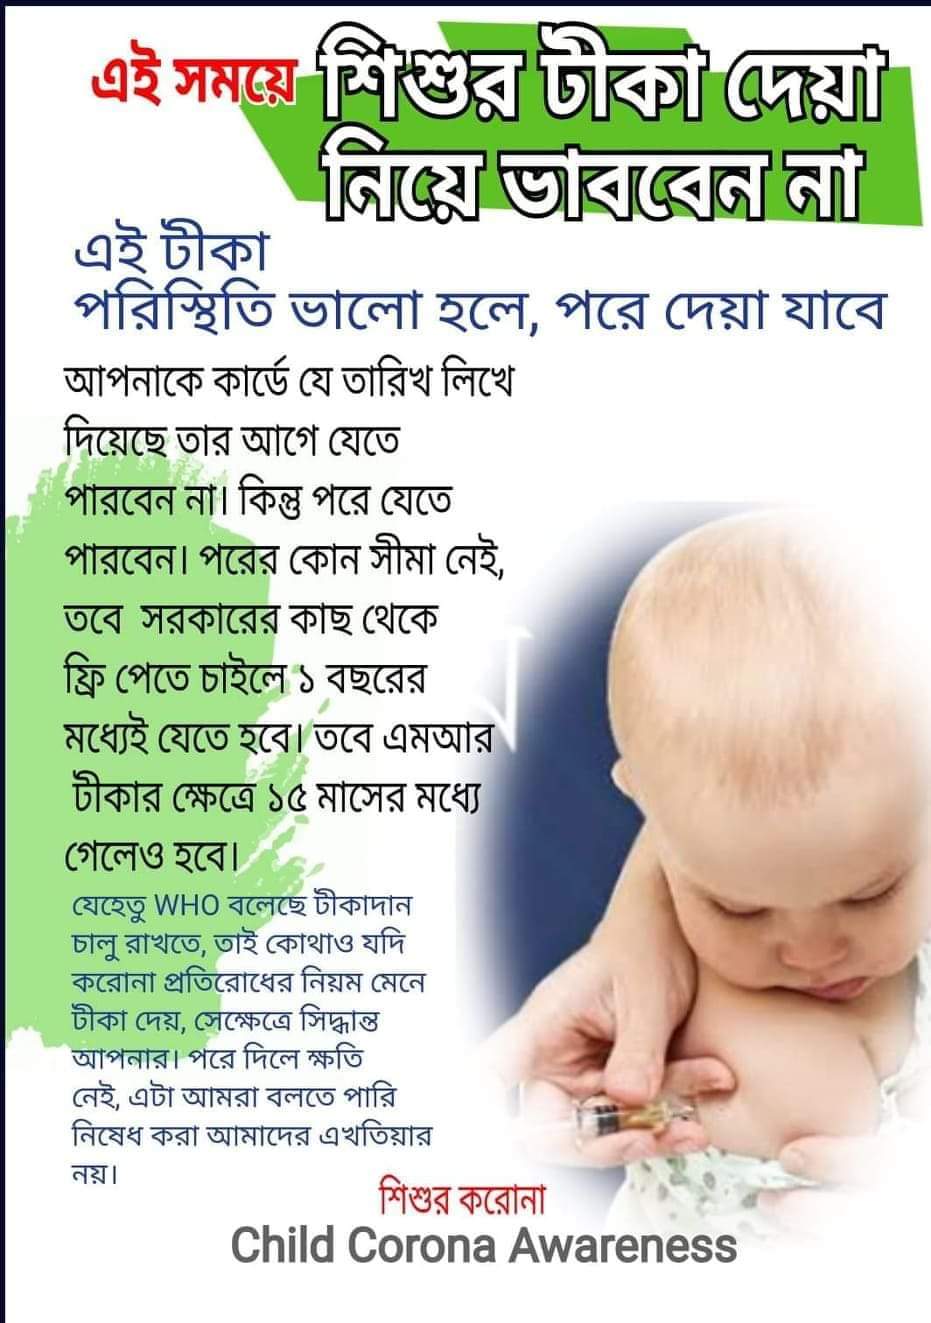 এই সময়ে শিশুর টীকা দেয়া
নিয়ে ভাববেন না
এই টীকা
পরিস্থিতি ভালো হলে, পরে দেয়া যাবে
আপনাকে কার্ডে যে তারিখ লিখে
দিয়েছে তার আগে যেতে
পারবেন না। কিন্তু পরে যেতে
পারবেন। পরের কোন সীমা নেই,
তবে সরকারের কাছ থেকে
ফ্রি পেতে চাইলে ১ বছরের
মধ্যেই যেতে হবে। তবে এমআর
টীকার ক্ষেত্রে ১৫ মাসের মধ্যে
গেলেও হবে।
যেহেতু WHO বলেছে টীকাদান
চালু রাখতে, তাই কোথাও যদি
করোনা প্রতিরোধের নিয়ম মেনে
টীকা দেয়, সেক্ষেত্রে সিদ্ধান্ত
আপনার। পরে দিলে ক্ষতি
নেই, এটা আমরা বলতে পারি
নিষেধ করা আমাদের এখতিয়ার
নয়।
শিশুর করোনা
Child Corona Awareness